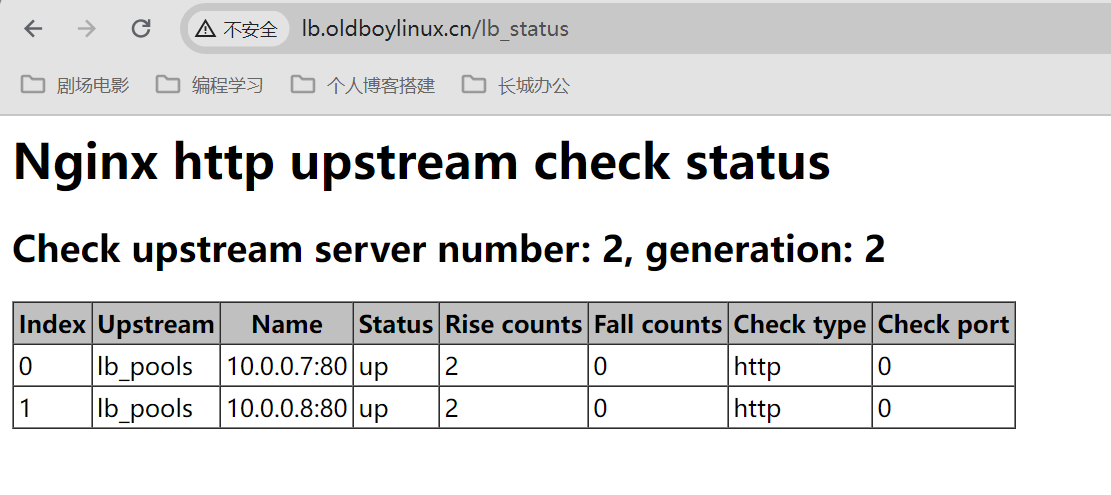 不安全 lb.oldboylinux.cn/lb_status
剧场电影 编程学习 个人博客搭建 长城办公
Nginx http upstream check status
Check upstream server number: 2, generation: 2
Index Upstream Name Status Rise counts Fall counts Check type Check port
0 lb_pools 10.0.0.7:80 up 2 0 http 0
1 lb_pools 10.0.0.8:80 up 2 0 http 0